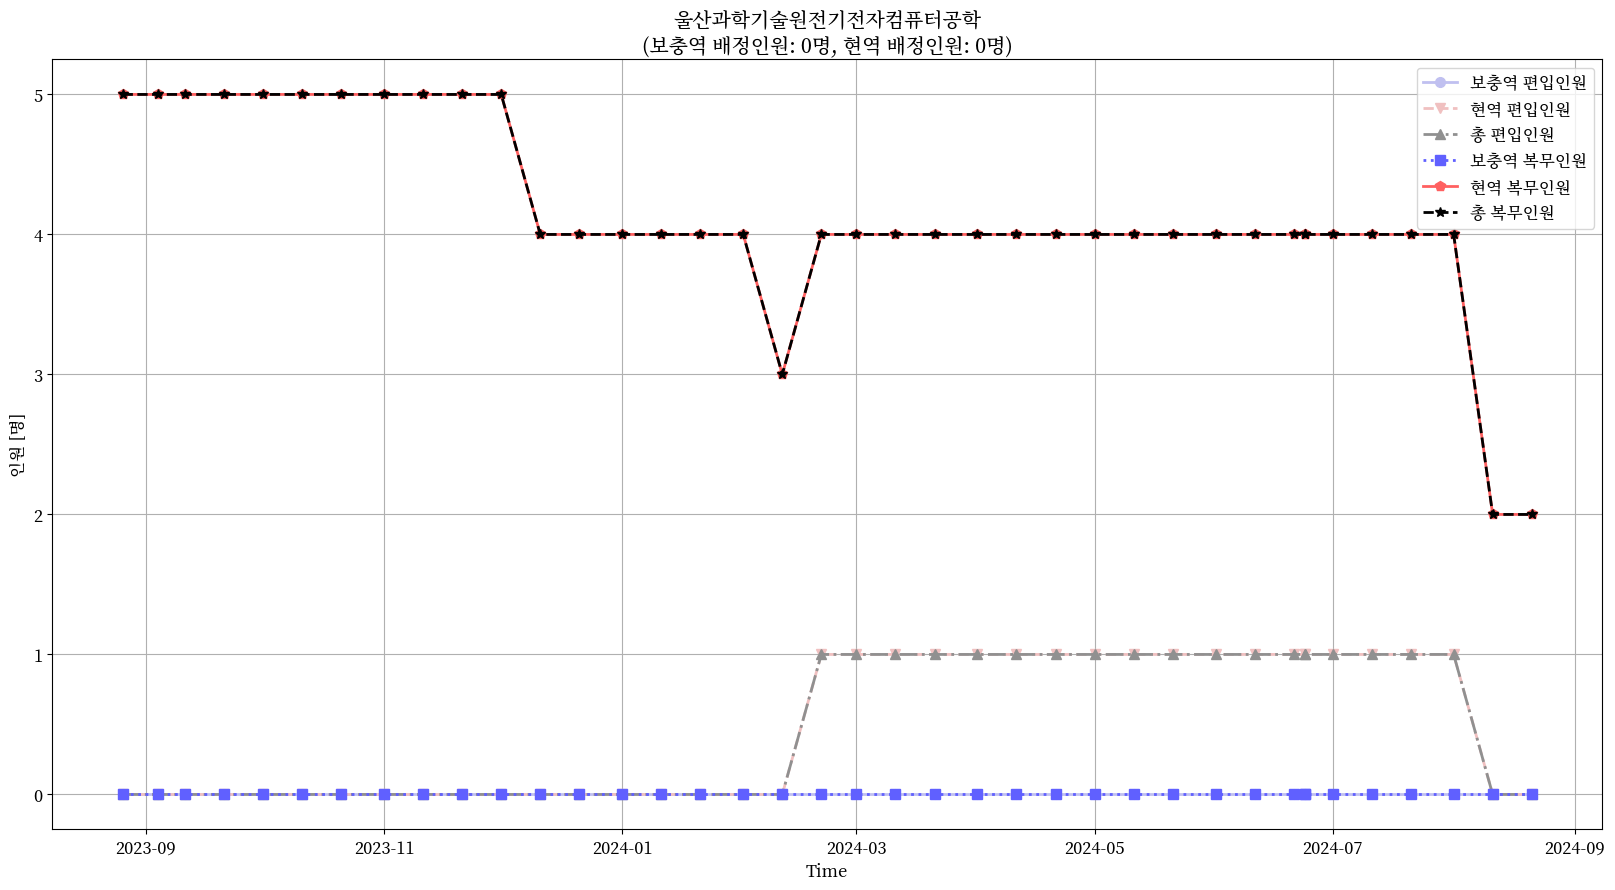 울산과학기술원전기전자컴퓨터공학
(보충역 배정인원: 0명, 현역 배정인원: 0명)
보충역 편입인원
현역 편입인원
총 편입인원
보충역 복무인원
현역 복무인원
총 복무인원
인원 [명]
5
4
3
2
1
0
2023-09
2023-11
2024-01
2024-03
2024-05
2024-07
2024-09
Time